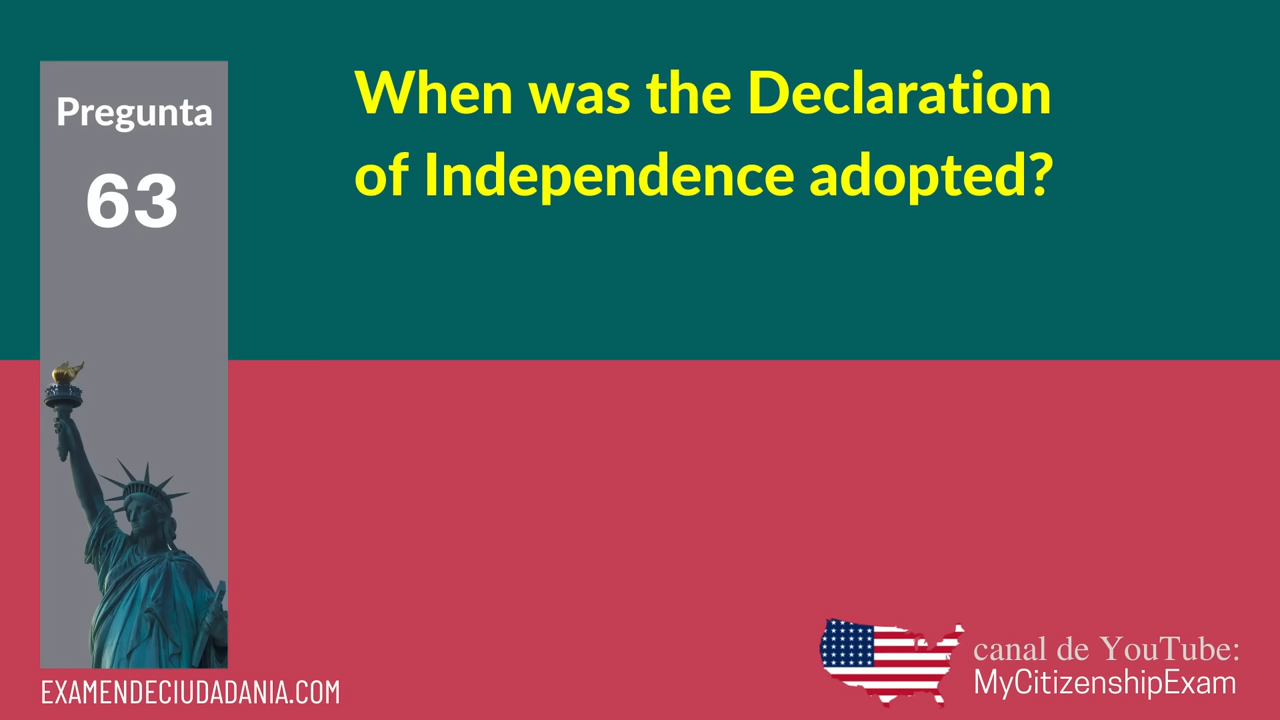 Pregunta
63
When was the Declaration
of Independence adopted?
EXAMENDECIUDADANIA.COM
canal de YouTube:
MyCitizenshipExam